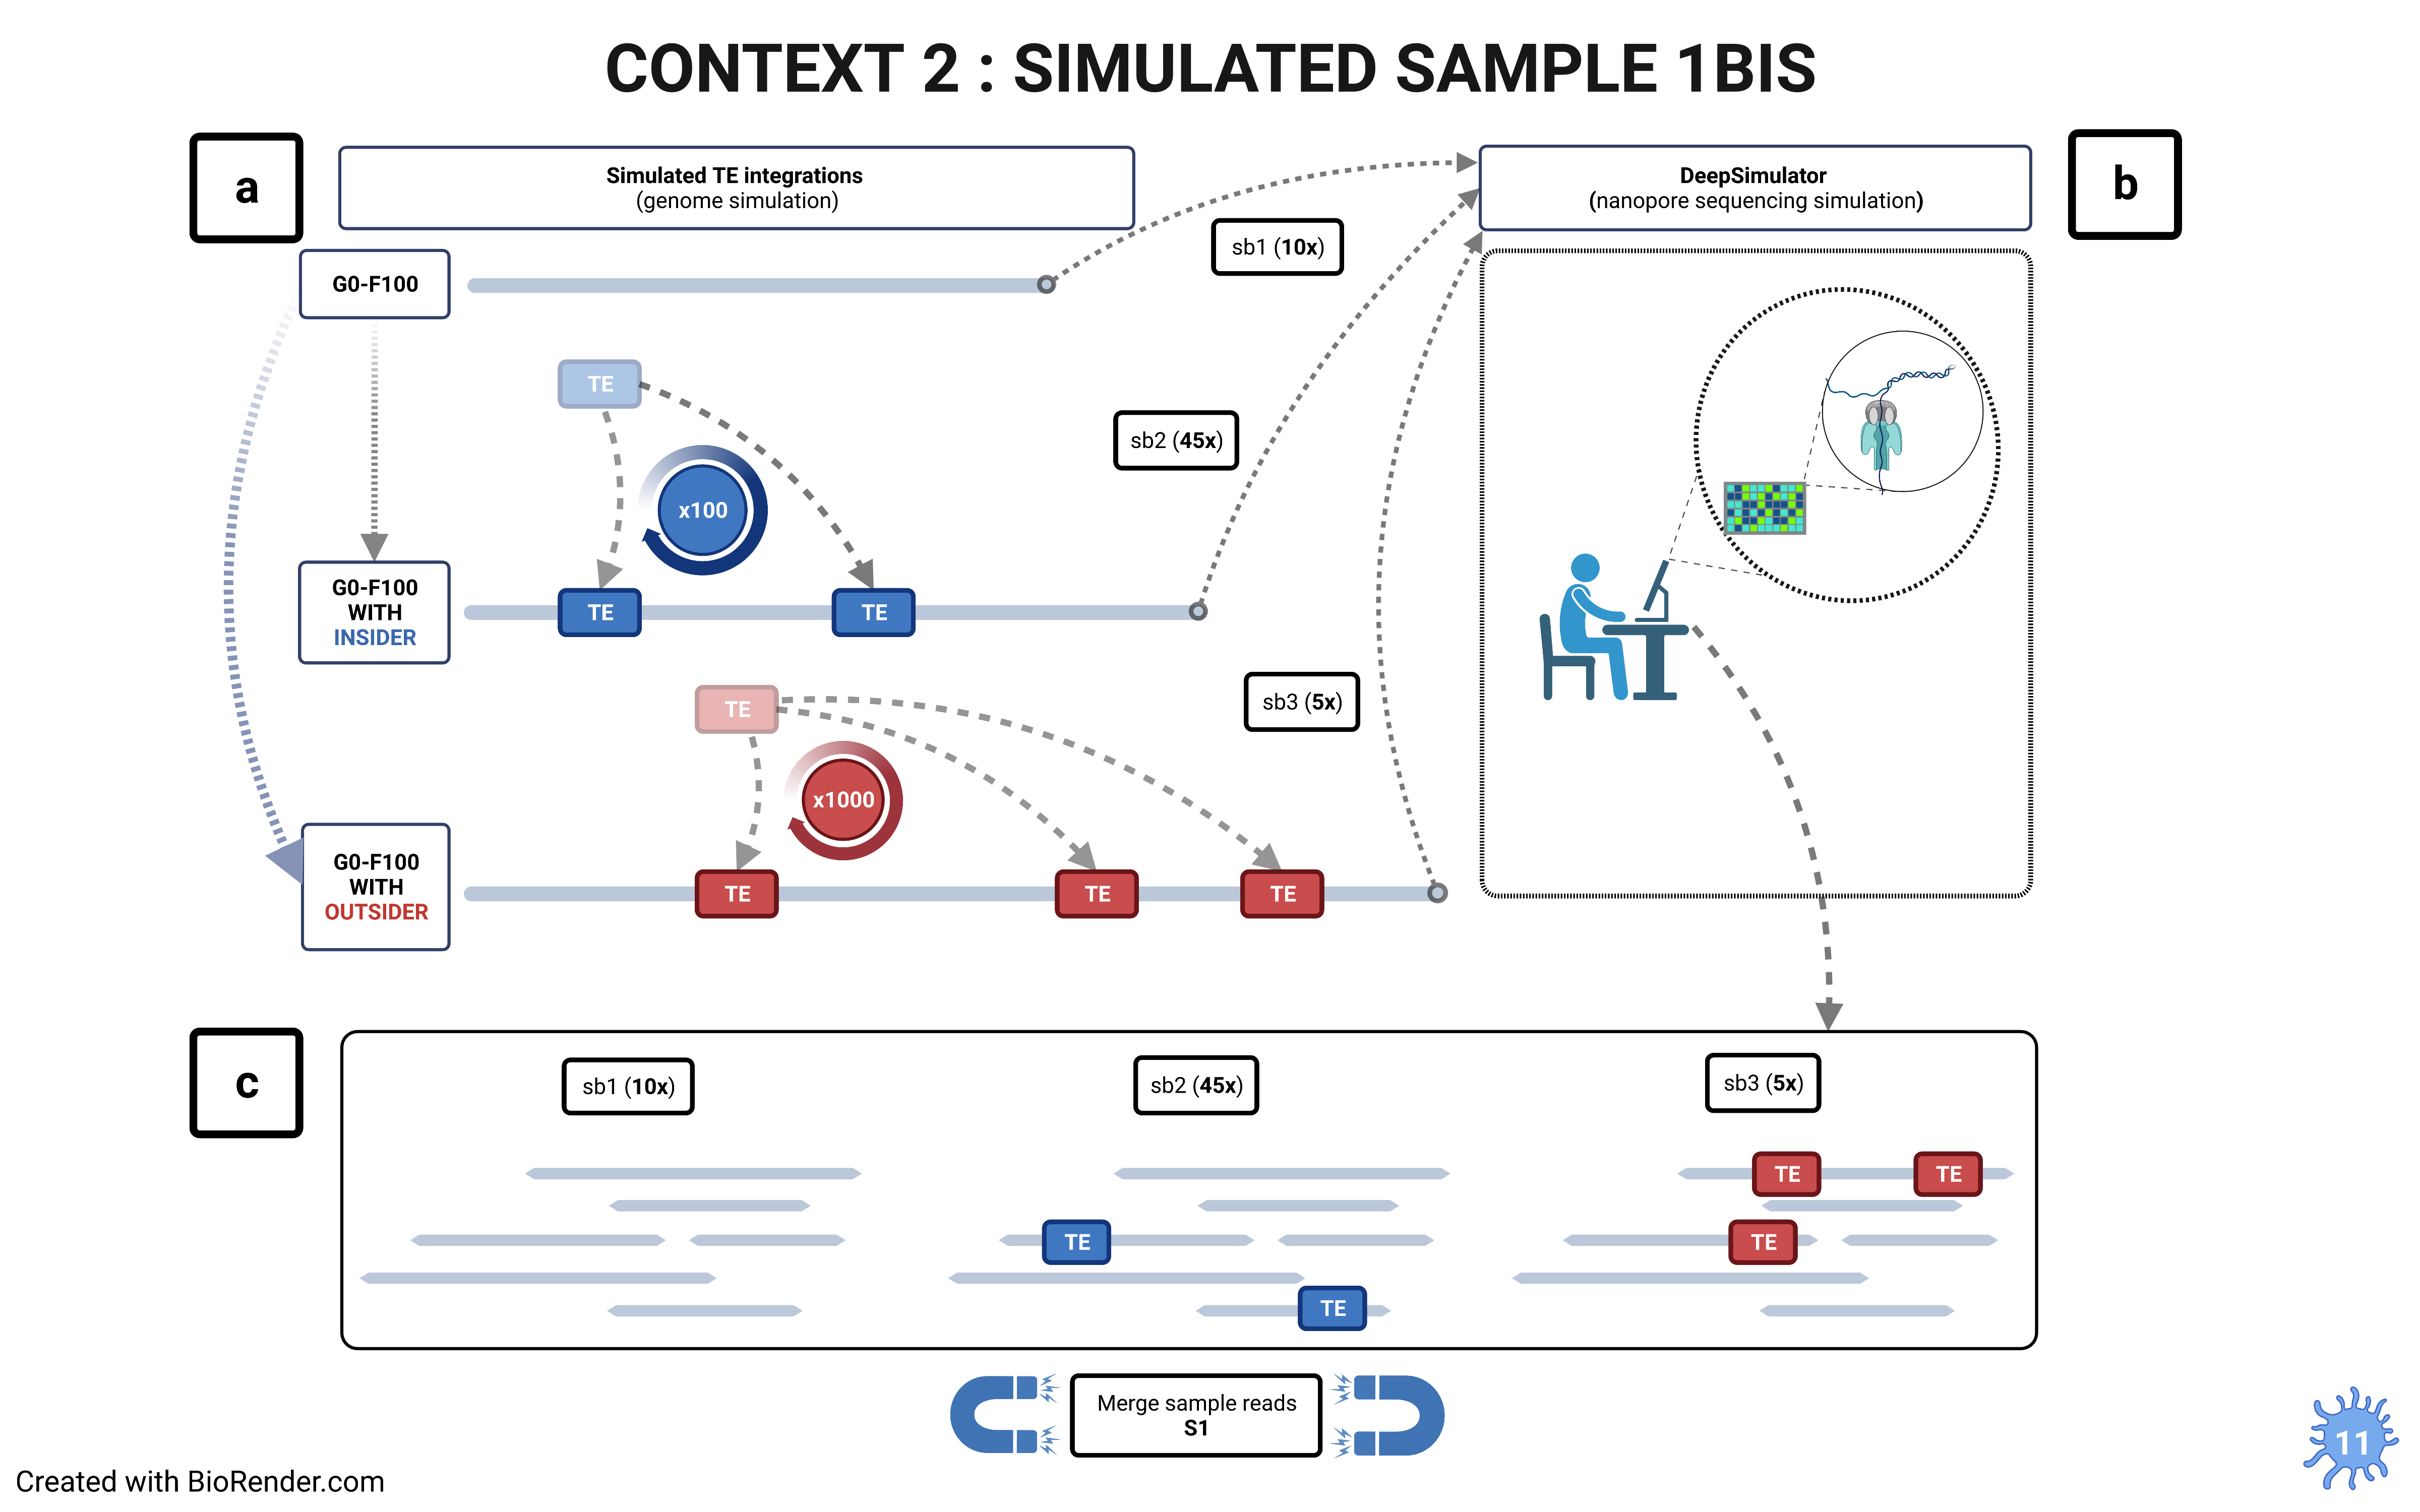 CONTEXT 2 : SIMULATED SAMPLE 1BIS
a
Simulated TE integrations
(genome simulation)
DeepSimulator
(nanopore sequencing simulation)
b
sb1 (10x)
G0-F100
TE
sb2 (45x)
x100
G0-F100
WITH
INSIDER
TE
TE
sb3 (5x)
TE
x1000
G0-F100
WITH
OUTSIDER
TE
TE
TE
c
sb1 (10x)
sb2 (45x)
sb3 (5x)
TE
TE
TE
TE
TE
Merge sample reads
S1
11
Created with BioRender.com